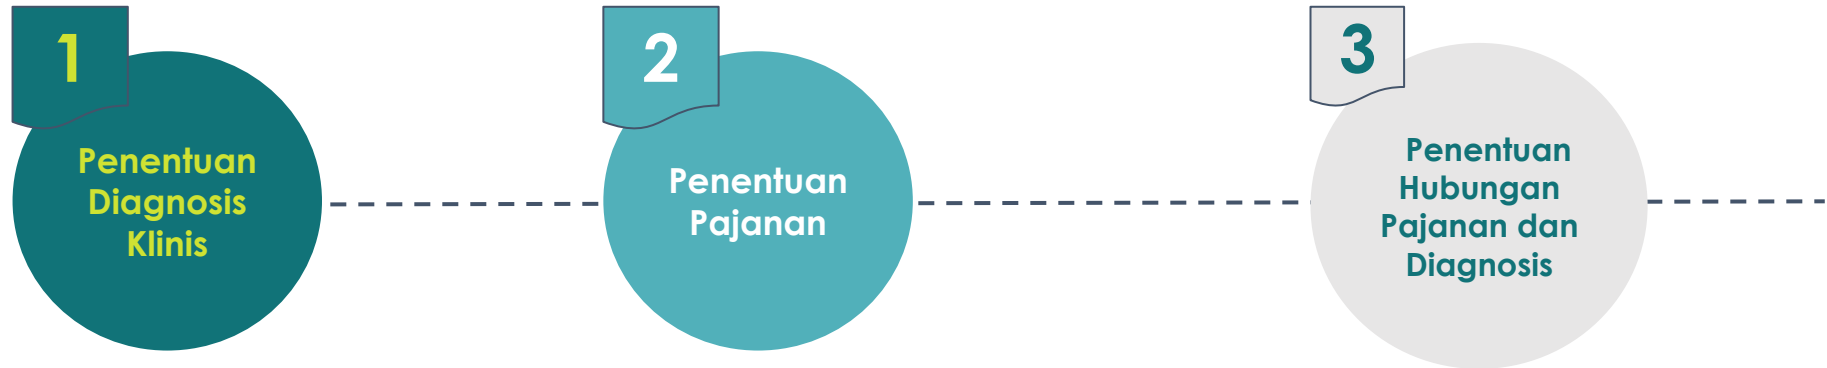 1
Penentuan
Diagnosis
Klinis
2
Penentuan
Pajanan
3
Penentuan
Hubungan
Pajanan dan
Diagnosis